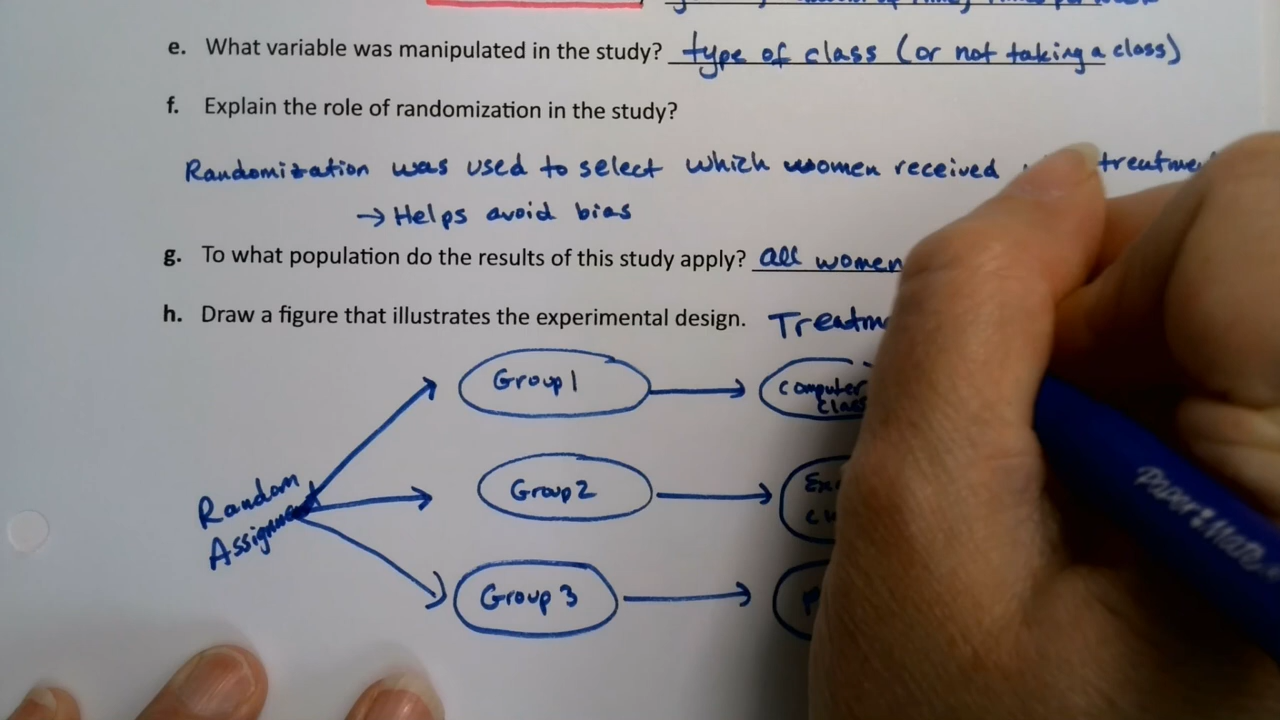 e. What variable was manipulated in the study? type of class (or not taking a class)
f. Explain the role of randomization in the study?
Randomization was used to select which women received
→ Helps avoid bias
g. To what population do the results of this study apply? all women
h. Draw a figure that illustrates the experimental design.
Group 1
computer
class
Random
Assignment
Group 2
Group 3
Paper Mate